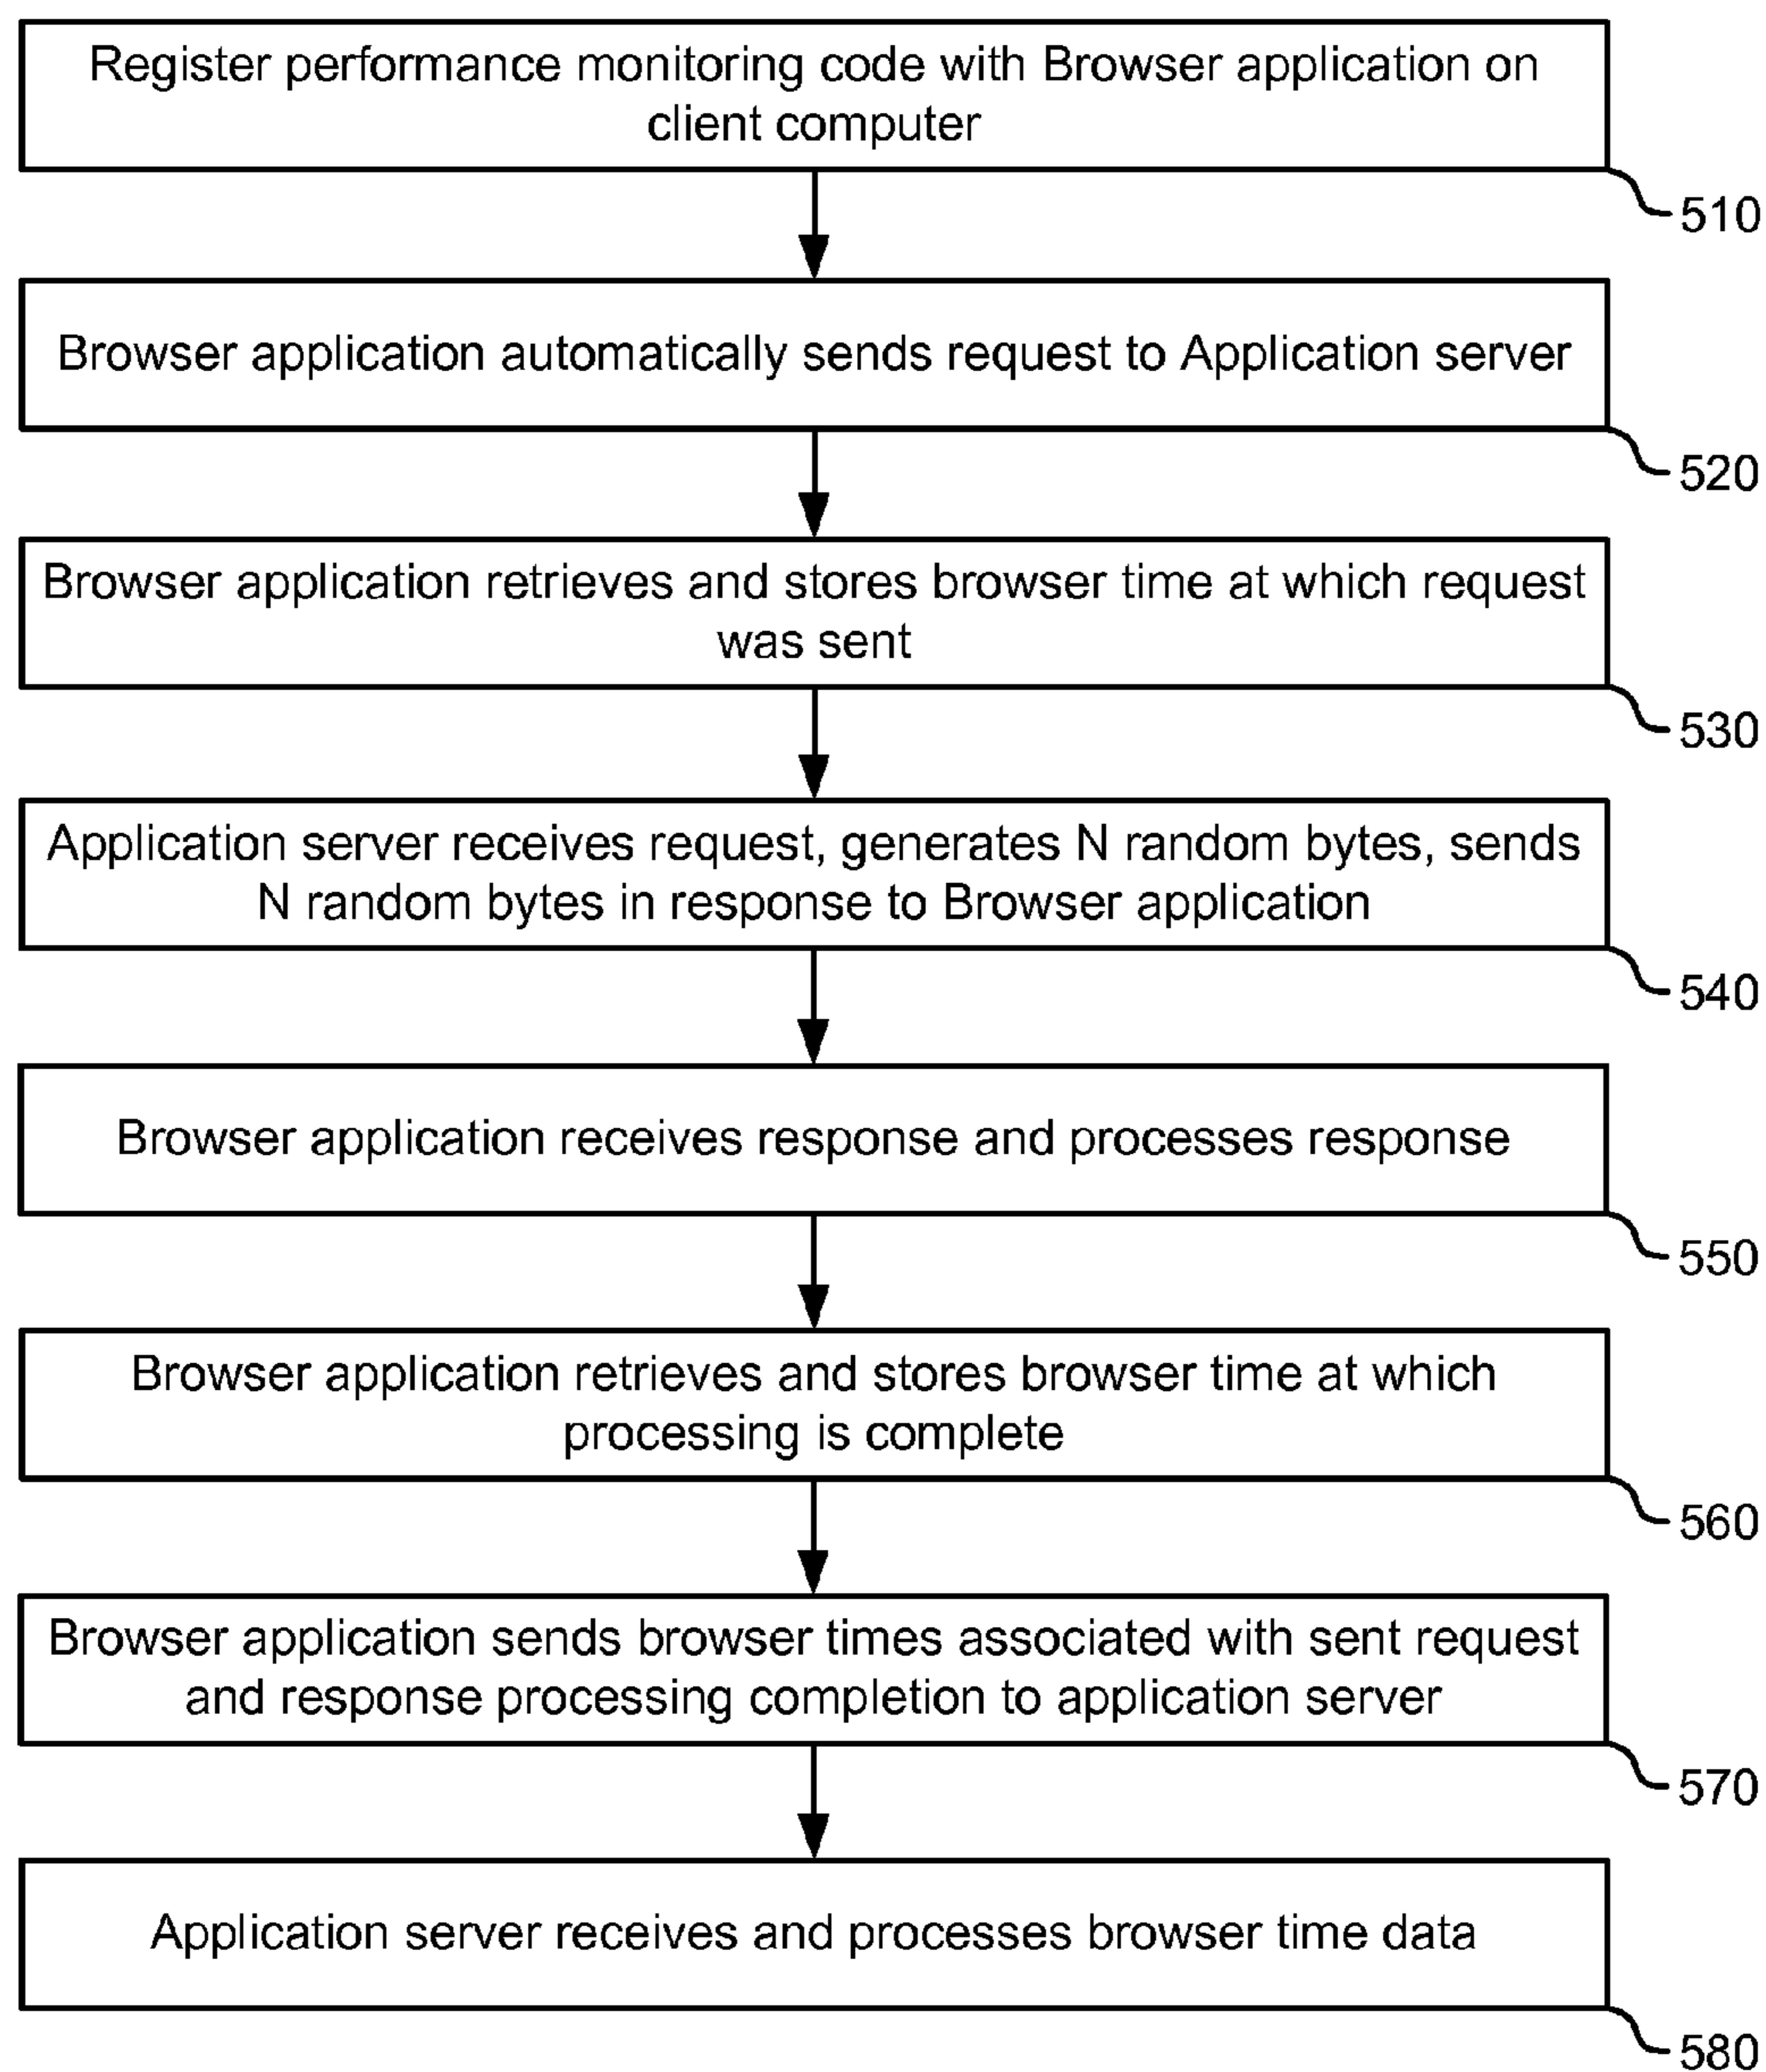 Register performance monitoring code with Browser application on
client computer
510
Browser application automatically sends request to Application server
520
Browser application retrieves and stores browser time at which request
was sent
530
Application server receives request, generates N random bytes, sends
N random bytes in response to Browser application
540
Browser application receives response and processes response
550
Browser application retrieves and stores browser time at which
processing is complete
560
Browser application sends browser times associated with sent request
and response processing completion to application server
570
Application server receives and processes browser time data
580